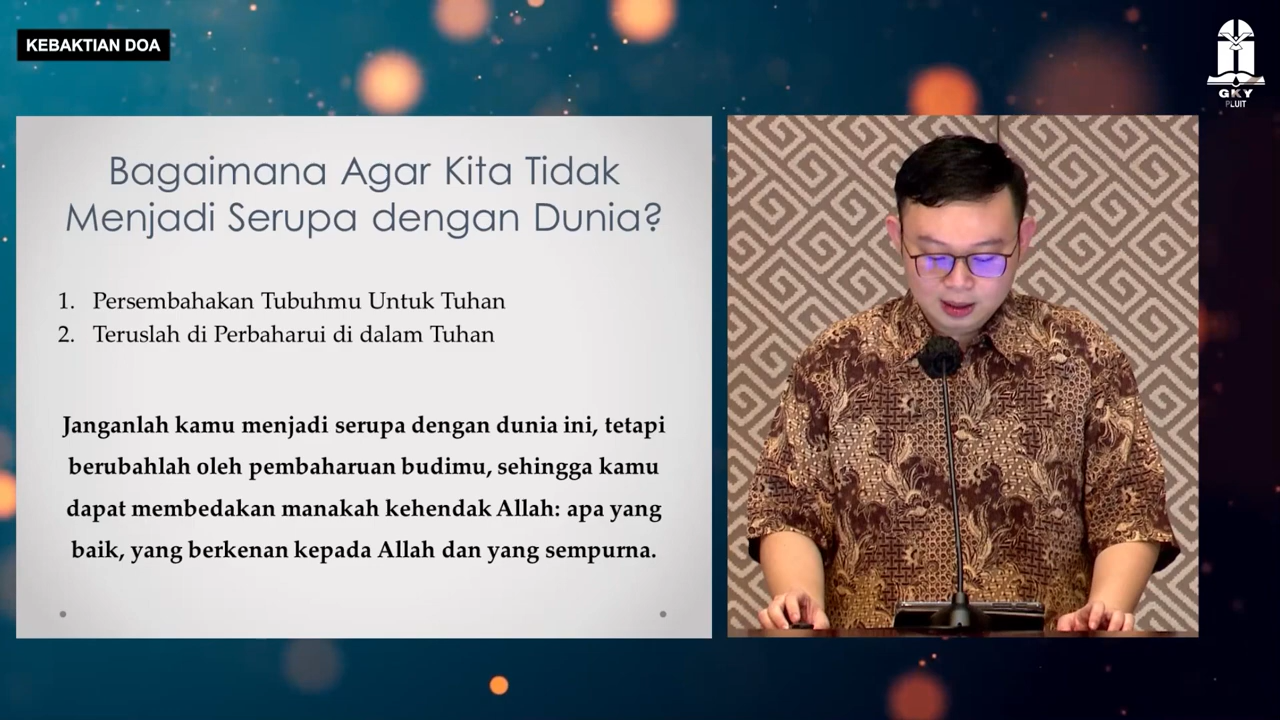 KEBAKTIAN DOA
GKY
PLUIT
Bagaimana Agar Kita Tidak
Menjadi Serupa dengan Dunia?
1. Persembahakan Tubuhmu Untuk Tuhan
2. Teruslah di Perbaharui di dalam Tuhan
Janganlah kamu menjadi serupa dengan dunia ini, tetapi
berubahlah oleh pembaharuan budimu, sehingga kamu
dapat membedakan manakah kehendak Allah: apa yang
baik, yang berkenan kepada Allah dan yang sempurna.